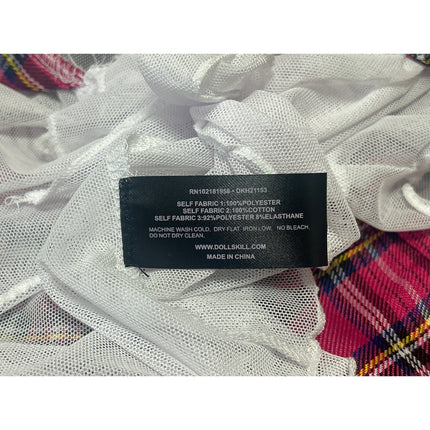 RN102181958 • DKH21153
SELF FABRIC 1:100%POLYESTER
SELF FABRIC 2:100%COTTON
SELF FABRIC 3:92%POLYESTER 8%ELASTHANE
MACHINE WASH COLD, DRY FLAT IRON LOW. NO BLEACH.
DO NOT DRY CLEAN.
WWW.DOLLSKILL.COM
MADE IN CHINA